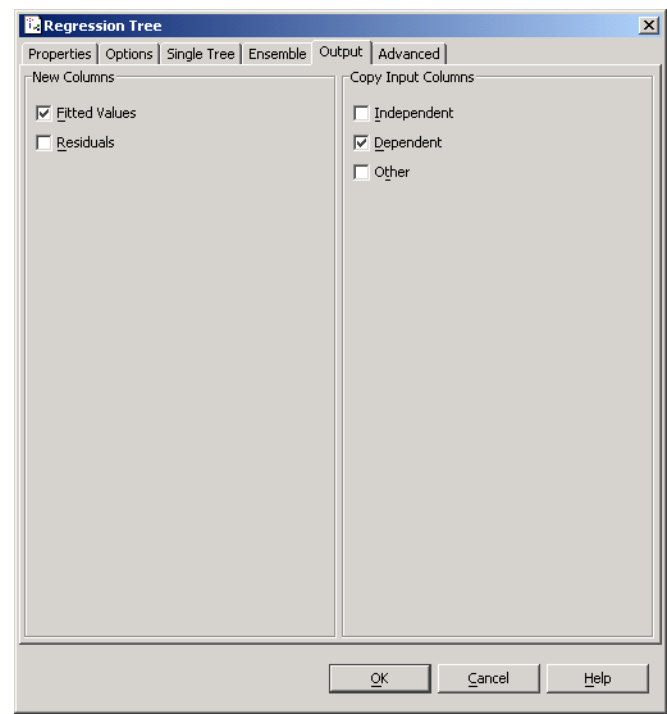 Regression Tree
Properties Options Single Tree Ensemble Output Advanced
New Columns
Fitted Values
Residuals
Copy Input Columns
Independent
Dependent
Other
OK Cancel Help